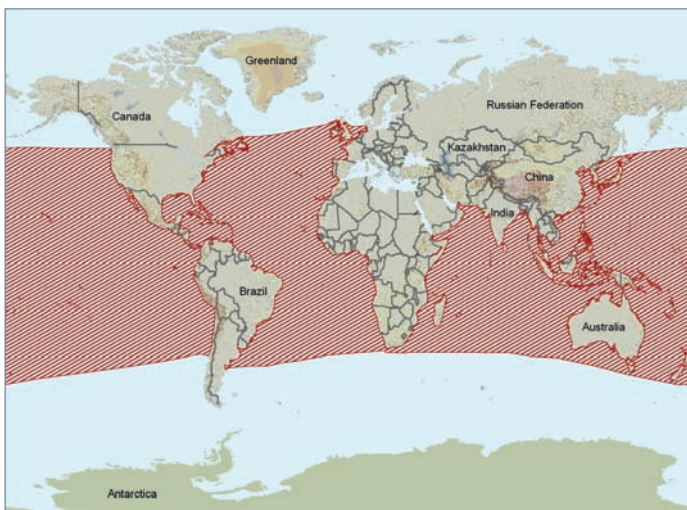 Greenland
Canada
Russian Federation
Kazakhstan
China
India
Brazil
Australia
Antarctica